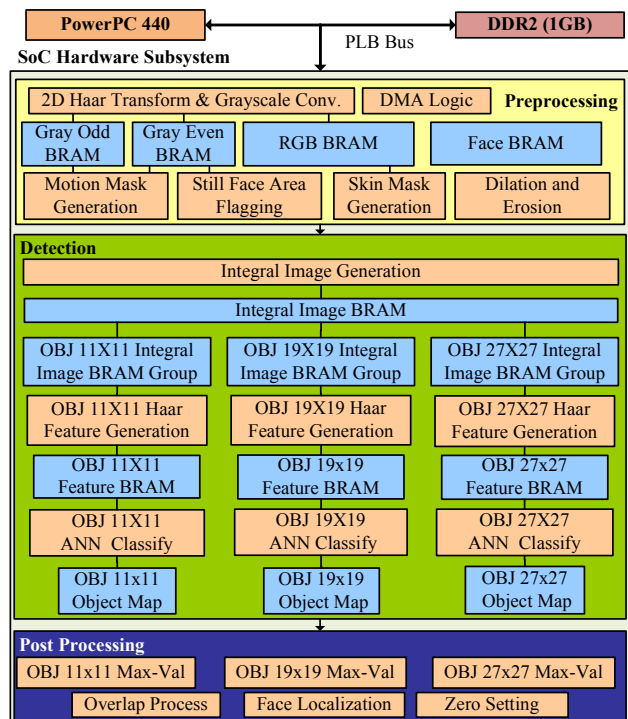 PowerPC 440
DDR2 (1GB)
PLB Bus
SoC Hardware Subsystem
2D Haar Transform & Grayscale Conv.
DMA Logic
Preprocessing
Gray Odd
BRAM
Gray Even
BRAM
RGB BRAM
Face BRAM
Motion Mask
Generation
Still Face Area
Flagging
Skin Mask
Generation
Dilation and
Erosion
Detection
Integral Image Generation
Integral Image BRAM
OBJ 11X11 Integral
Image BRAM Group
OBJ 19X19 Integral
Image BRAM Group
OBJ 27X27 Integral
Image BRAM Group
OBJ 11X11 Haar
Feature Generation
OBJ 19X19 Haar
Feature Generation
OBJ 27X27 Haar
Feature Generation
OBJ 11X11
Feature BRAM
OBJ 19x19
Feature BRAM
OBJ 27x27
Feature BRAM
OBJ 11X11
ANN Classify
OBJ 19X19
ANN Classify
OBJ 27X27
ANN Classify
OBJ 11x11
Object Map
OBJ 19x19
Object Map
OBJ 27x27
Object Map
Post Processing
OBJ 11x11 Max-Val
OBJ 19x19 Max-Val
OBJ 27x27 Max-Val
Overlap Process
Face Localization
Zero Setting